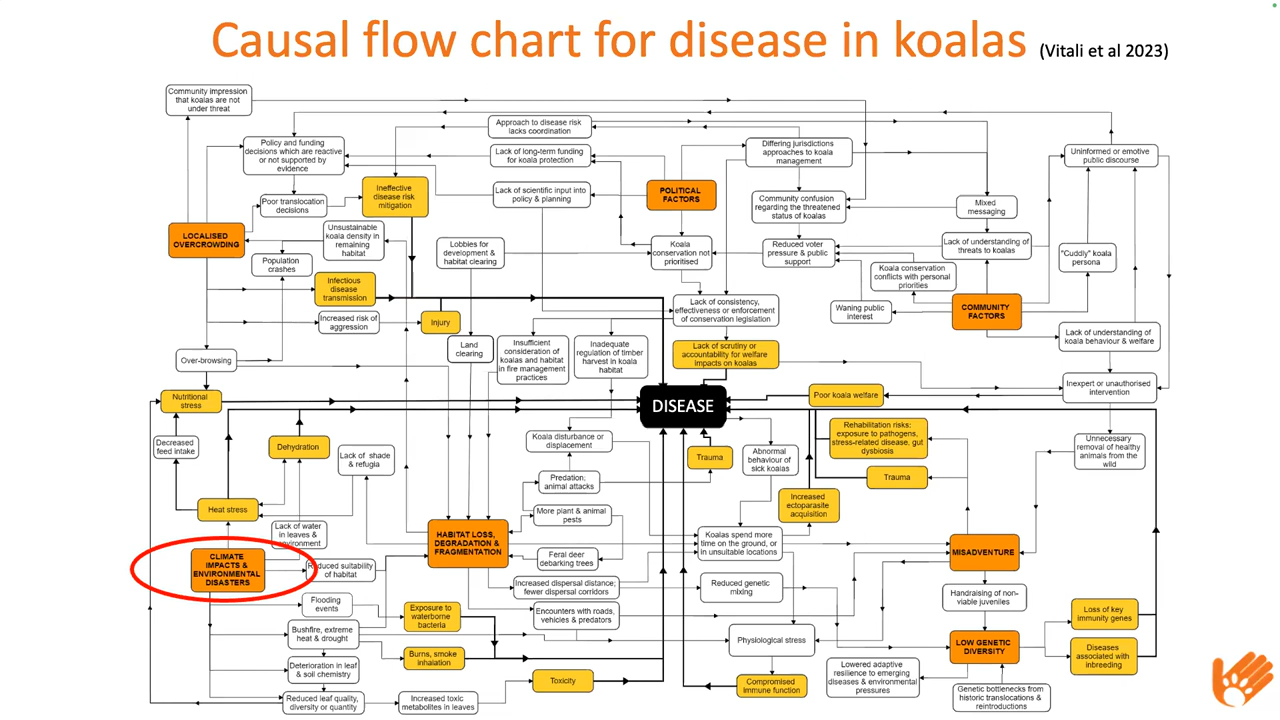 Causal flow chart for disease in koalas (Vitali et al 2023)
Community impression
that koalas are not
under threat
Approach to disease risk
lacks coordination
Policy and funding
decisions which are reactive
or not supported by
evidence
Lack of long-term funding
for koala protection
Differing jurisdictions
approaches to koala
management
Uninformed or emotive
public discourse
Poor translocation
decisions
Ineffective
disease risk
mitigation
Lack of scientific input into
policy & planning
POLITICAL
FACTORS
Community confusion
regarding the threatened
status of koalas
Mixed
messaging
LOCALISED
OVERCROWDING
Unsustainable
koala density in
remaining
habitat
Population
crashes
Lobbies for
development &
habitat clearing
Koala
conservation not
prioritised
Reduced voter
pressure & public
support
Lack of understanding of
threats to koalas
"Cuddly" koala
persona
Koala conservation
conflicts with personal
priorities
Infectious
disease
transmission
Increased risk of
aggression
Injury
Lack of consistency,
effectiveness or enforcement
of conservation legislation
Waning public
interest
COMMUNITY
FACTORS
Lack of understanding of
koala behaviour & welfare
Over-browsing
Land
clearing
Insufficient
consideration of
koalas and habitat
in fire management
practices
Inadequate
regulation of timber
harvest in koala
habitat
Lack of scrutiny or
accountability for welfare
impacts on koalas
Inexpert or unauthorised
intervention
Nutritional
stress
DISEASE
Poor koala welfare
Decreased
feed intake
Dehydration
Lack of shade
& refugia
Koala disturbance or
displacement
Trauma
Abnormal
behaviour of
sick koalas
Rehabilitation risks:
exposure to pathogens,
stress-related disease, gut
dysbiosis
Unnecessary
removal of healthy
animals from the
wild
Predation;
animal attacks
Trauma
Heat stress
More plant & animal
pests
Increased
ectoparasite
acquisition
Lack of water
in leaves &
environment
HABITAT LOSS,
DEGRADATION &
FRAGMENTATION
Koalas spend more
time on the ground, or
in unsuitable locations
MISADVENTURE
CLIMATE
IMPACTS &
ENVIRONMENTAL
DISASTERS
Reduced suitability
of habitat
Feral deer
debarking trees
Increased dispersal distance;
fewer dispersal corridors
Reduced genetic
mixing
Handraising of non-
viable juveniles
Flooding
events
Exposure to
waterborne
bacteria
Encounters with roads,
vehicles & predators
Loss of key
immunity genes
Bushfire, extreme
heat & drought
Physiological stress
LOW GENETIC
DIVERSITY
Burns, smoke
inhalation
Diseases
associated with
inbreeding
Deterioration in leaf
& soil chemistry
Toxicity
Compromised
immune function
Lowered adaptive
resilience to emerging
diseases & environmental
pressures
Reduced leaf quality,
diversity or quantity
Increased toxic
metabolites in leaves
Genetic bottlenecks from
historic translocations &
reintroductions